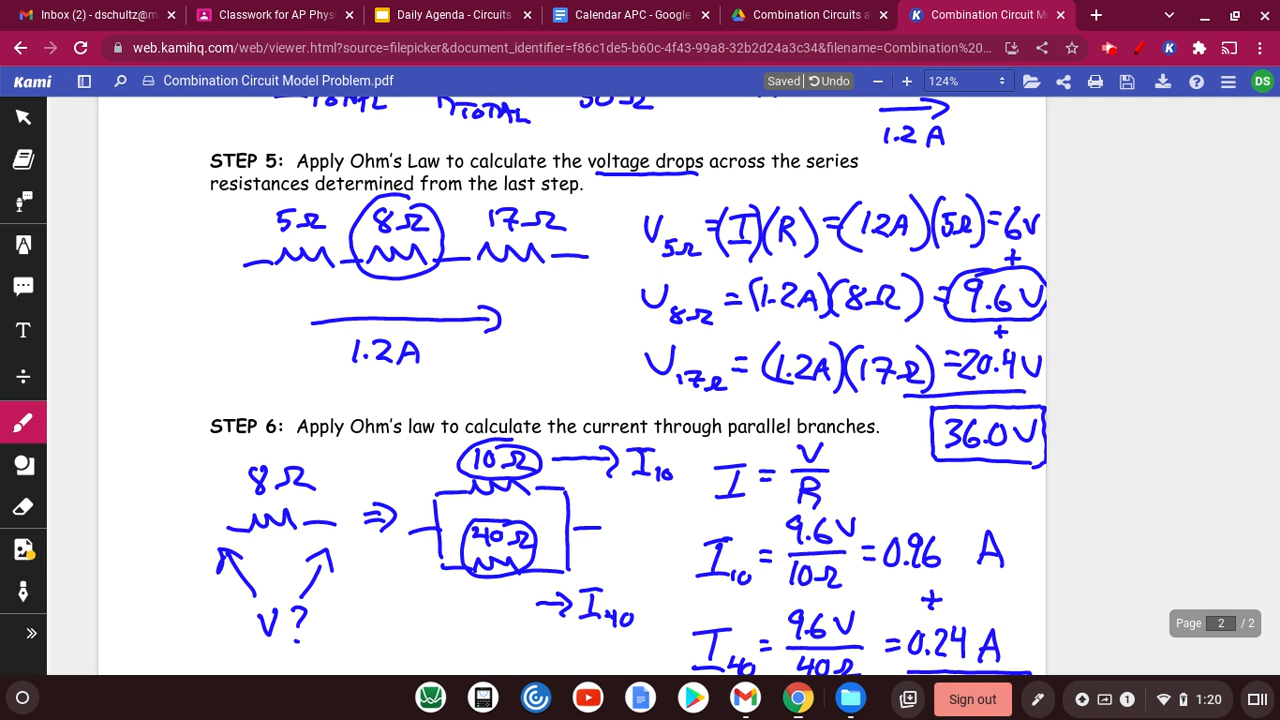 Inbox (2) - dschultz@m
Classwork for AP Physi
Daily Agenda - Circuits
Calendar APC - Google
Combination Circuits a
Combination Circuit Mo
web.kamihq.com/web/viewer.html?source=filepicker&document_identifier=f86c1de5-b60c-4f43-99a8-32b2d24a3c34&filename=Combination%20...
Kami
Combination Circuit Model Problem.pdf
Saved Undo
124%
DS
TOTAL RTOTAL 30Ω
1.2 A
STEP 5: Apply Ohm's Law to calculate the voltage drops across the series
resistances determined from the last step.
5Ω 8Ω 17Ω
1.2A
V5Ω = (I)(R) = (1.2A)(5Ω) = 6V
+
V8Ω = (1.2A)(8Ω) = 9.6V
+
V17Ω = (1.2A)(17Ω) = 20.4V
36.0V
STEP 6: Apply Ohm's law to calculate the current through parallel branches.
8Ω ⇒
V?
10Ω → I10
40Ω
→ I40
I = V/R
I10 = 9.6V/10Ω = 0.96 A
+
I40 = 9.6V/40Ω = 0.24 A
Page 2 / 2
Sign out
1
1:20